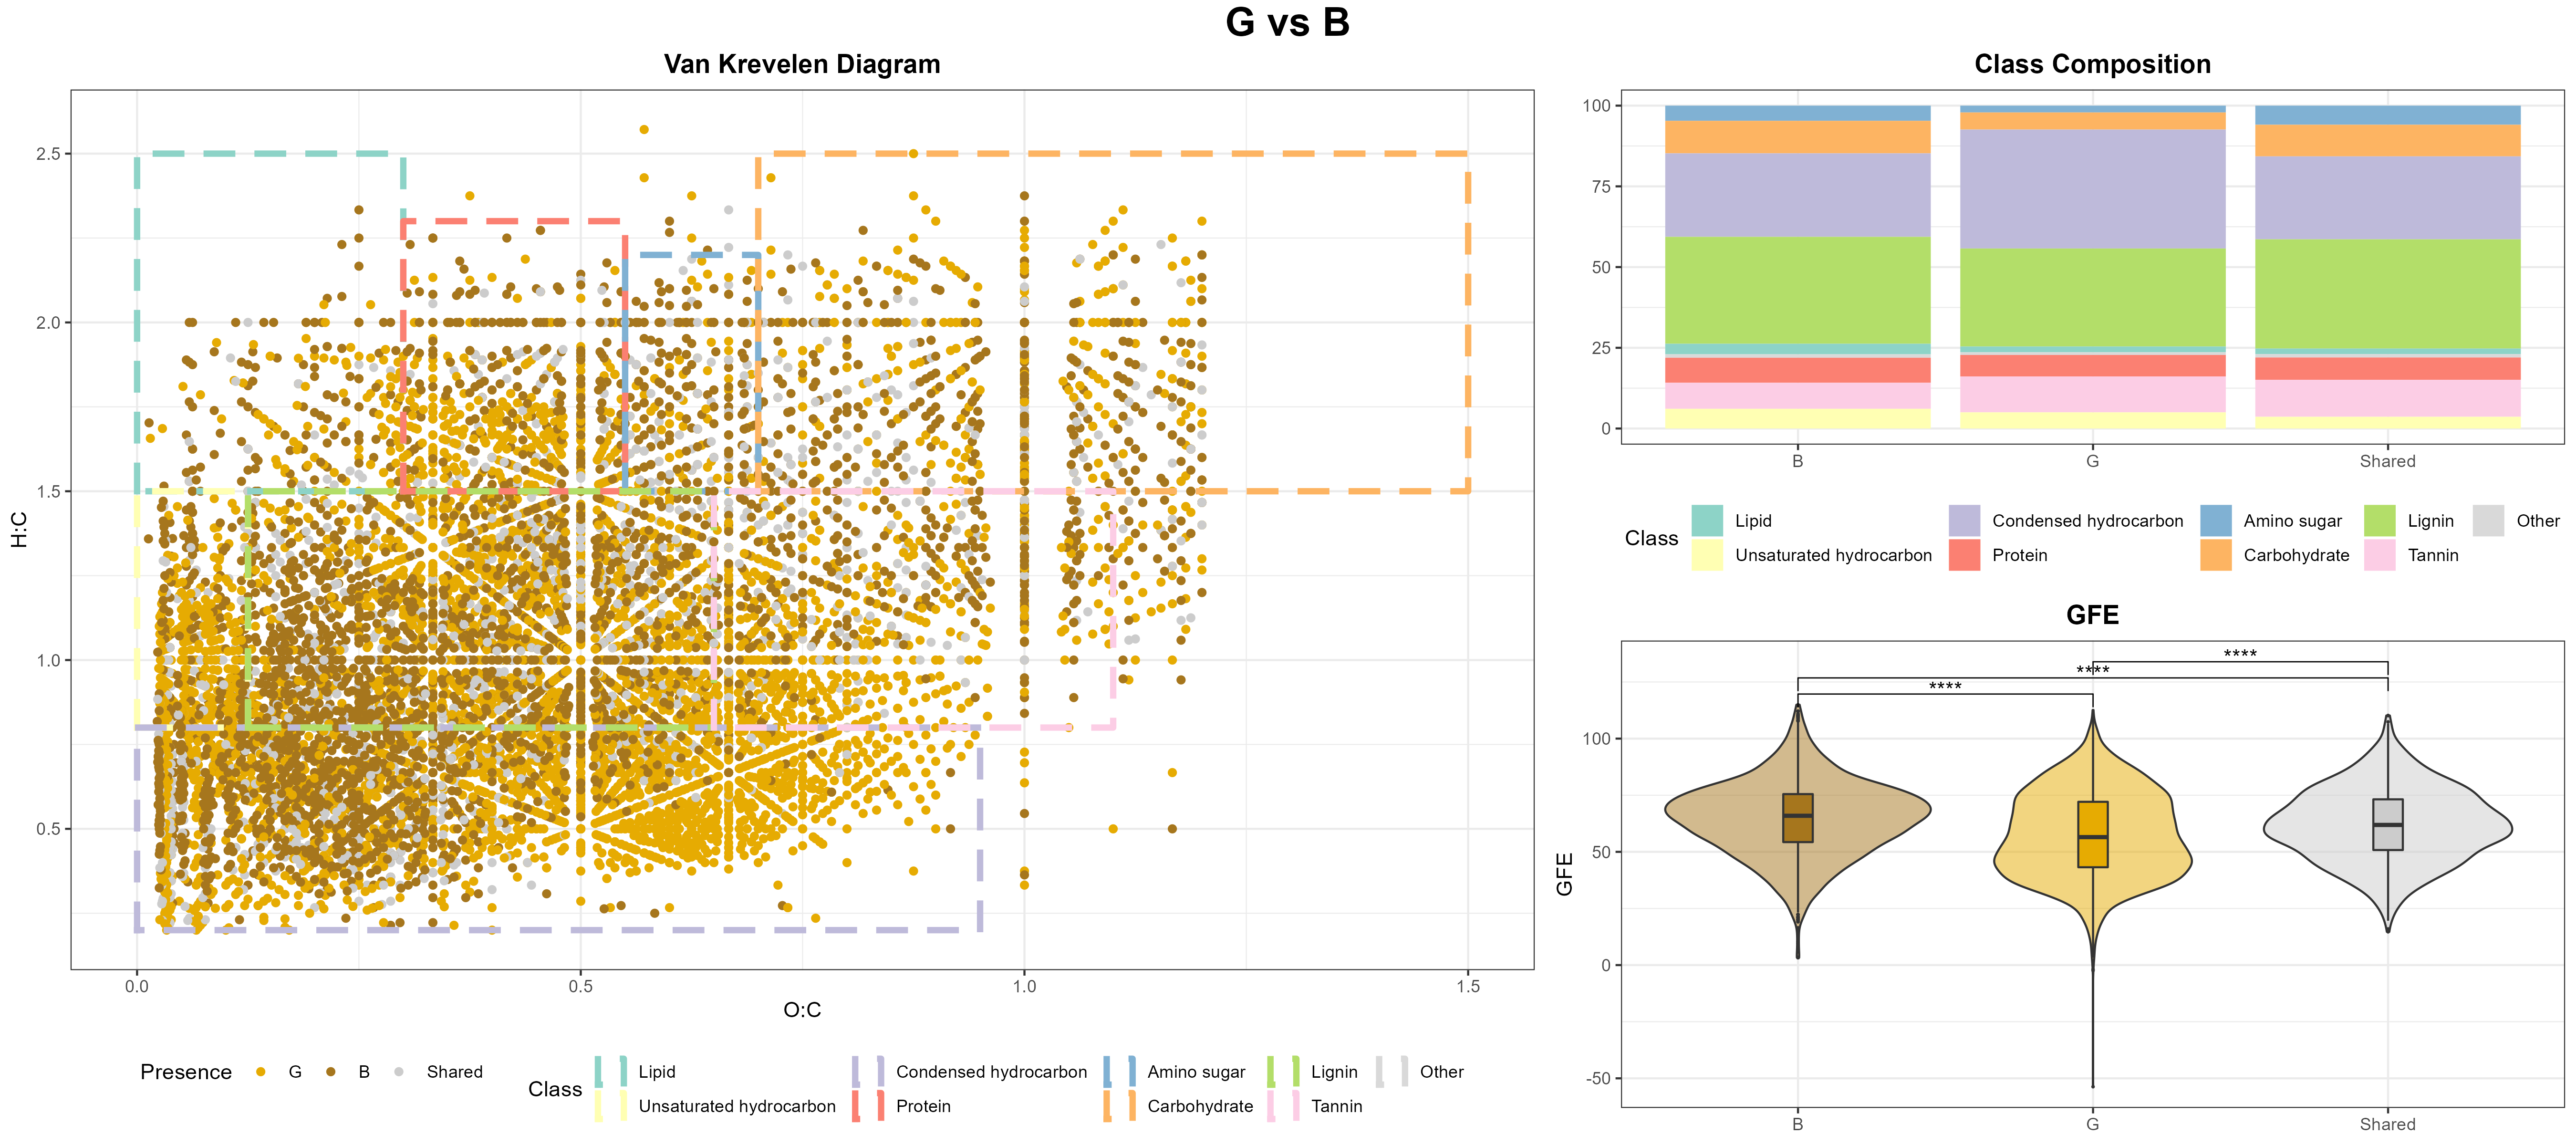 G vs B
Van Krevelen Diagram
H:C
2.5
2.0
1.5
1.0
0.5
0.0 0.5 1.0 1.5
O:C
Presence G B Shared
Class Lipid Condensed hydrocarbon Amino sugar Lignin Other
Unsaturated hydrocarbon Protein Carbohydrate Tannin
Class Composition
100
75
50
25
0
B G Shared
Class Lipid Condensed hydrocarbon Amino sugar Lignin Other
Unsaturated hydrocarbon Protein Carbohydrate Tannin
GFE
****
****
****
GFE
100
50
0
-50
B G Shared